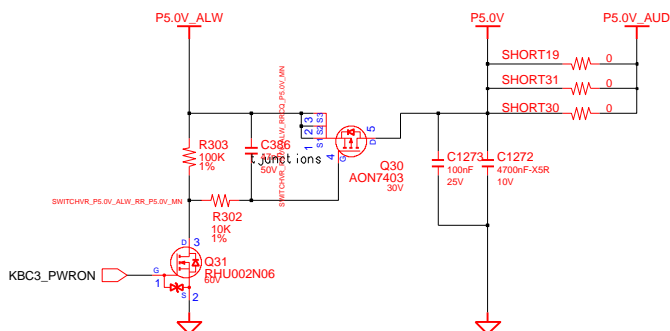 P5.0V_ALW
P5.0V
P5.0V_AUD
SHORT19
0
SHORT31
0
SHORT30
0
SWITCHVR_P5.0V_ALW_RRCQ_P5.0V_MN
R303
100K
1%
C386
50V
tjunctions
1 2 3
S1 S2 S3
4
G
D
5
Q30
AON7403
30V
C1273
100nF
25V
C1272
4700nF-X5R
10V
SWITCHVR_P5.0V_ALW_RR_P5.0V_MN
R302
10K
1%
D
3
Q31
RHU002N06
60V
KBC3_PWRON
G
1
S
2